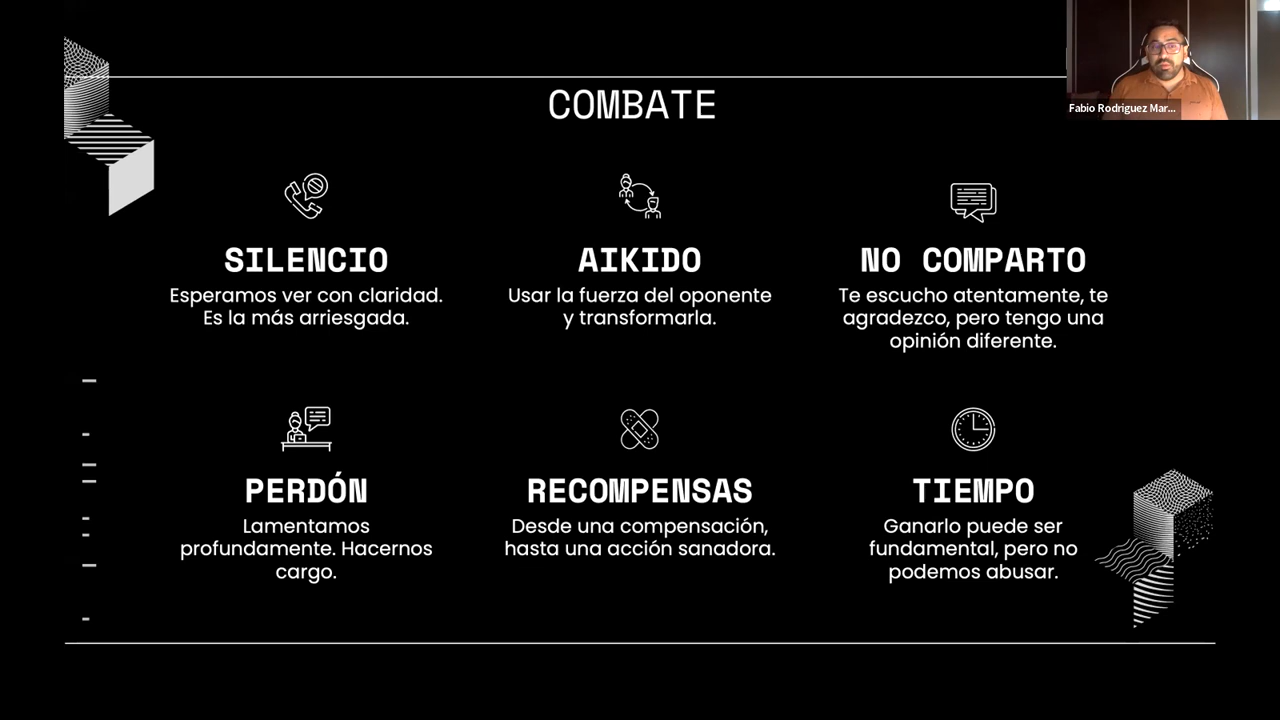 COMBATE
Fabio Rodriguez Mar...
SILENCIO
Esperamos ver con claridad.
Es la más arriesgada.
AIKIDO
Usar la fuerza del oponente
y transformarla.
NO COMPARTO
Te escucho atentamente, te
agradezco, pero tengo una
opinión diferente.
PERDÓN
Lamentamos
profundamente. Hacernos
cargo.
RECOMPENSAS
Desde una compensación,
hasta una acción sanadora.
TIEMPO
Ganarlo puede ser
fundamental, pero no
podemos abusar.